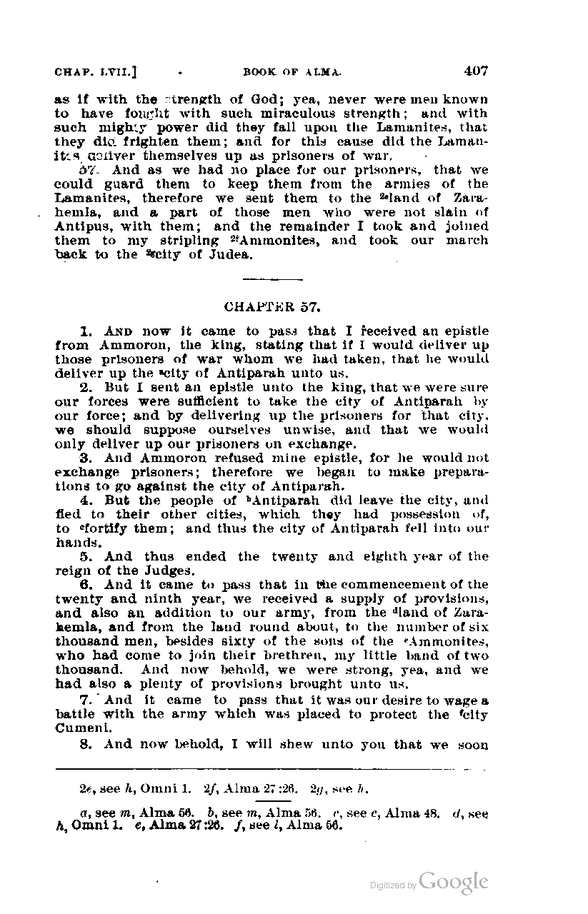 CHAP. LVII.] BOOK OF ALMA. 407
as if with the strength of God; yea, never were men known
to have fought with such miraculous strength; and with
such mighty power did they fall upon the Lamanites, that
they did frighten them; and for this cause did the Laman-
ites deliver themselves up as prisoners of war.
57. And as we had no place for our prisoners, that we
could guard them to keep them from the armies of the
Lamanites, therefore we sent them to the ²ᵉland of Zara-
hemla, and a part of those men who were not slain of
Antipus, with them; and the remainder I took and joined
them to my stripling ²ᶠAmmonites, and took our march
back to the ²ᵍcity of Judea.
CHAPTER 57.
1. AND now it came to pass that I received an epistle
from Ammoron, the king, stating that if I would deliver up
those prisoners of war whom we had taken, that he would
deliver up the ᵃcity of Antiparah unto us.
2. But I sent an epistle unto the king, that we were sure
our forces were sufficient to take the city of Antiparah by
our force; and by delivering up the prisoners for that city,
we should suppose ourselves unwise, and that we would
only deliver up our prisoners on exchange.
3. And Ammoron refused mine epistle, for he would not
exchange prisoners; therefore we began to make prepara-
tions to go against the city of Antiparah.
4. But the people of ᵇAntiparah did leave the city, and
fled to their other cities, which they had possession of,
to ᶜfortify them; and thus the city of Antiparah fell into our
hands.
5. And thus ended the twenty and eighth year of the
reign of the Judges.
6. And it came to pass that in the commencement of the
twenty and ninth year, we received a supply of provisions,
and also an addition to our army, from the ᵈland of Zara-
hemla, and from the land round about, to the number of six
thousand men, besides sixty of the sons of the ᵉAmmonites,
who had come to join their brethren, my little band of two
thousand. And now behold, we were strong, yea, and we
had also a plenty of provisions brought unto us.
7. And it came to pass that it was our desire to wage a
battle with the army which was placed to protect the ᶠcity
Cumeni.
8. And now behold, I will shew unto you that we soon
2e, see h, Omni 1. 2f, Alma 27:26. 2g, see h.
a, see m, Alma 56. b, see m, Alma 56. c, see c, Alma 48. d, see
h, Omni 1. e, Alma 27:26. f, see l, Alma 56.
Digitized by Google